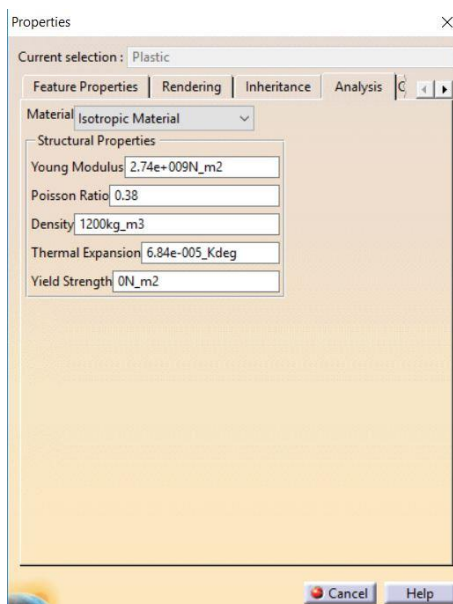 Properties
Current selection : Plastic
Feature Properties Rendering Inheritance Analysis
Material Isotropic Material
Structural Properties
Young Modulus 2.74e+009N_m2
Poisson Ratio 0.38
Density 1200kg_m3
Thermal Expansion 6.84e-005_Kdeg
Yield Strength 0N_m2
Cancel Help